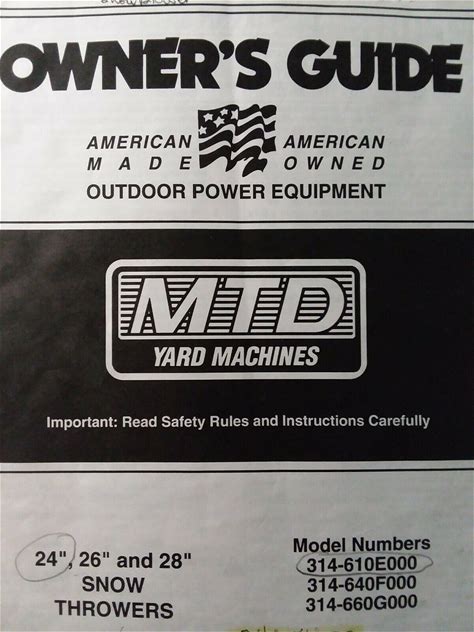 OWNER'S GUIDE
AMERICAN AMERICAN
MADE OWNED
OUTDOOR POWER EQUIPMENT
MTD
YARD MACHINES
Important: Read Safety Rules and Instructions Carefully
24", 26" and 28"
SNOW
THROWERS
Model Numbers
314-610E000
314-640F000
314-660G000